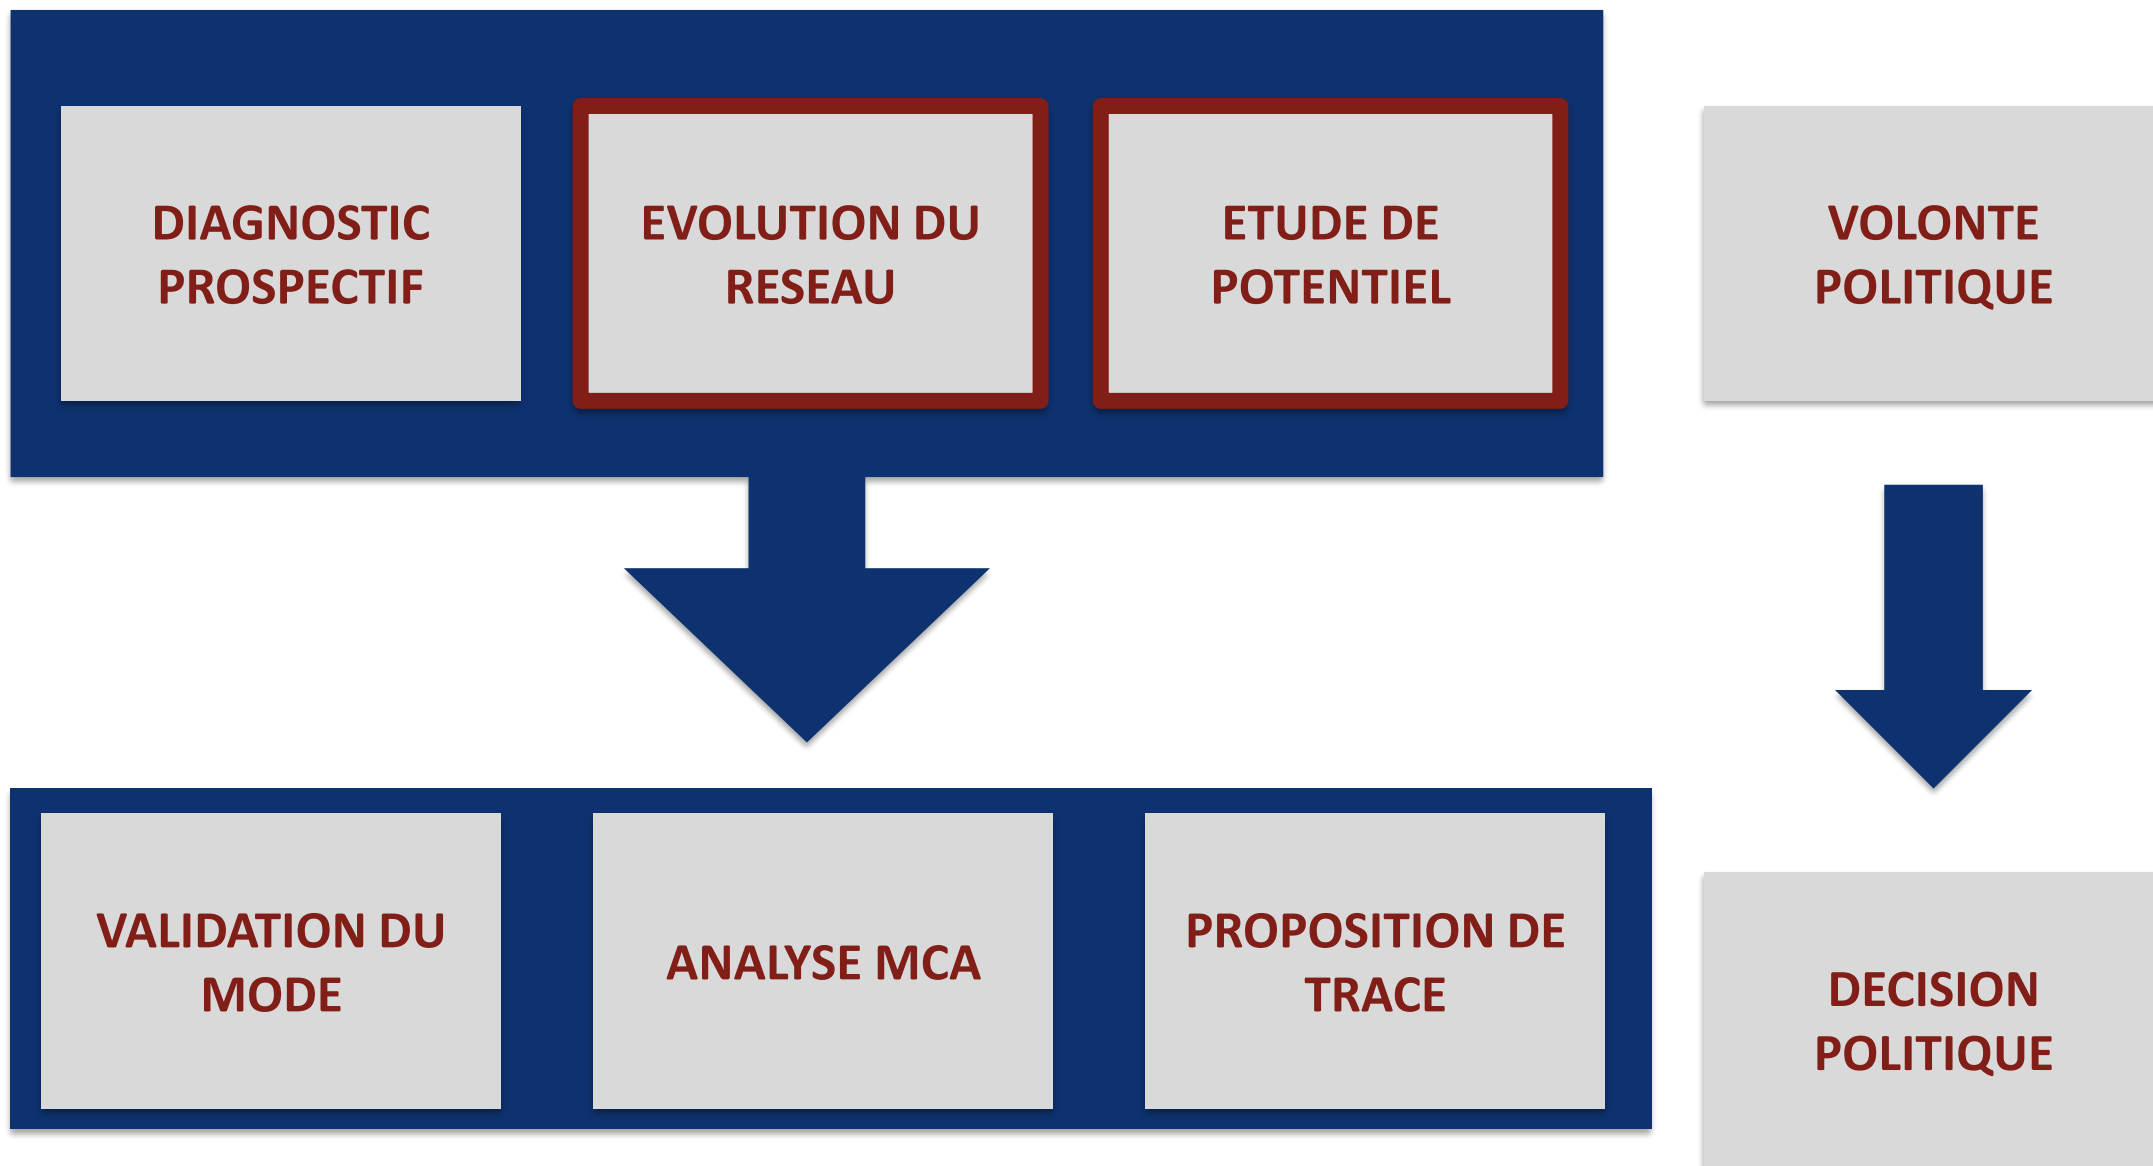 DIAGNOSTIC
PROSPECTIF
EVOLUTION DU
RESEAU
ETUDE DE
POTENTIEL
VOLONTE
POLITIQUE
VALIDATION DU
MODE
ANALYSE MCA
PROPOSITION DE
TRACE
DECISION
POLITIQUE